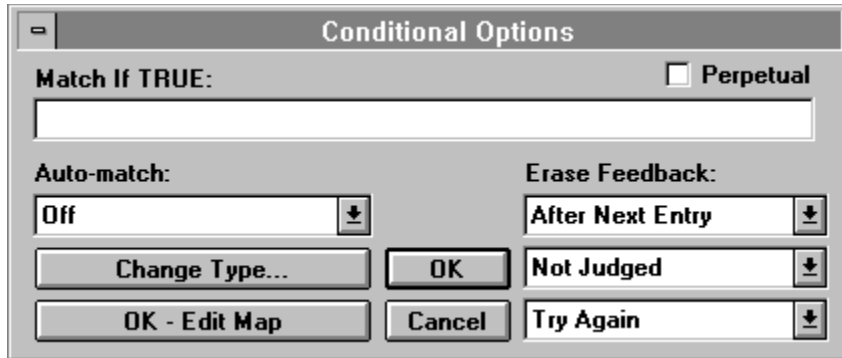 Conditional Options
Match If TRUE:
Perpetual
Auto-match:
Erase Feedback:
Off
After Next Entry
Change Type...
OK
Not Judged
OK - Edit Map
Cancel
Try Again